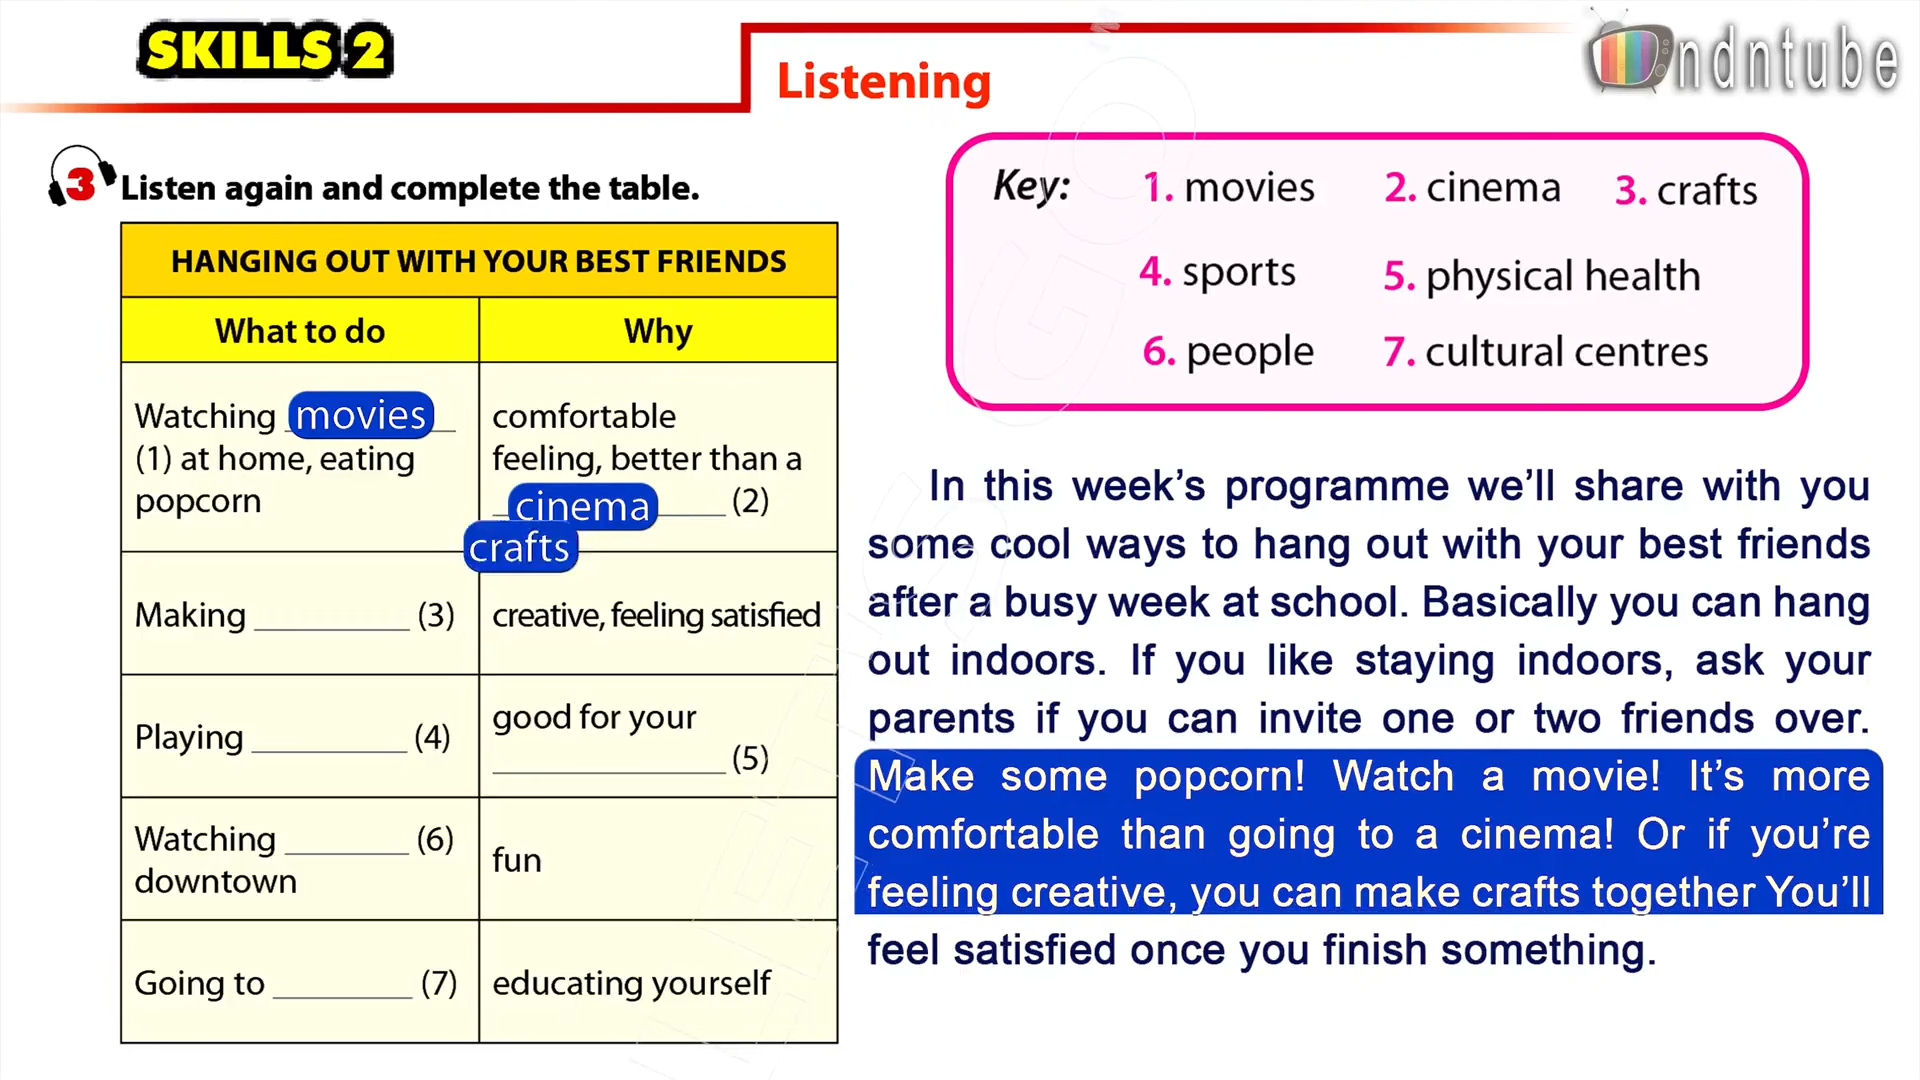 SKILLS 2
Listening
ndntube
3 Listen again and complete the table.
HANGING OUT WITH YOUR BEST FRIENDS
What to do
Why
Watching movies
(1) at home, eating
popcorn
comfortable
feeling, better than a
cinema (2)
crafts
Making ________ (3)
creative, feeling satisfied
Playing ________ (4)
good for your
____________ (5)
Watching ______ (6)
downtown
fun
Going to _______ (7)
educating yourself
Key: 1. movies 2. cinema 3. crafts
4. sports 5. physical health
6. people 7. cultural centres
In this week's programme we'll share with you
some cool ways to hang out with your best friends
after a busy week at school. Basically you can hang
out indoors. If you like staying indoors, ask your
parents if you can invite one or two friends over.
Make some popcorn! Watch a movie! It's more
comfortable than going to a cinema! Or if you're
feeling creative, you can make crafts together You'll
feel satisfied once you finish something.